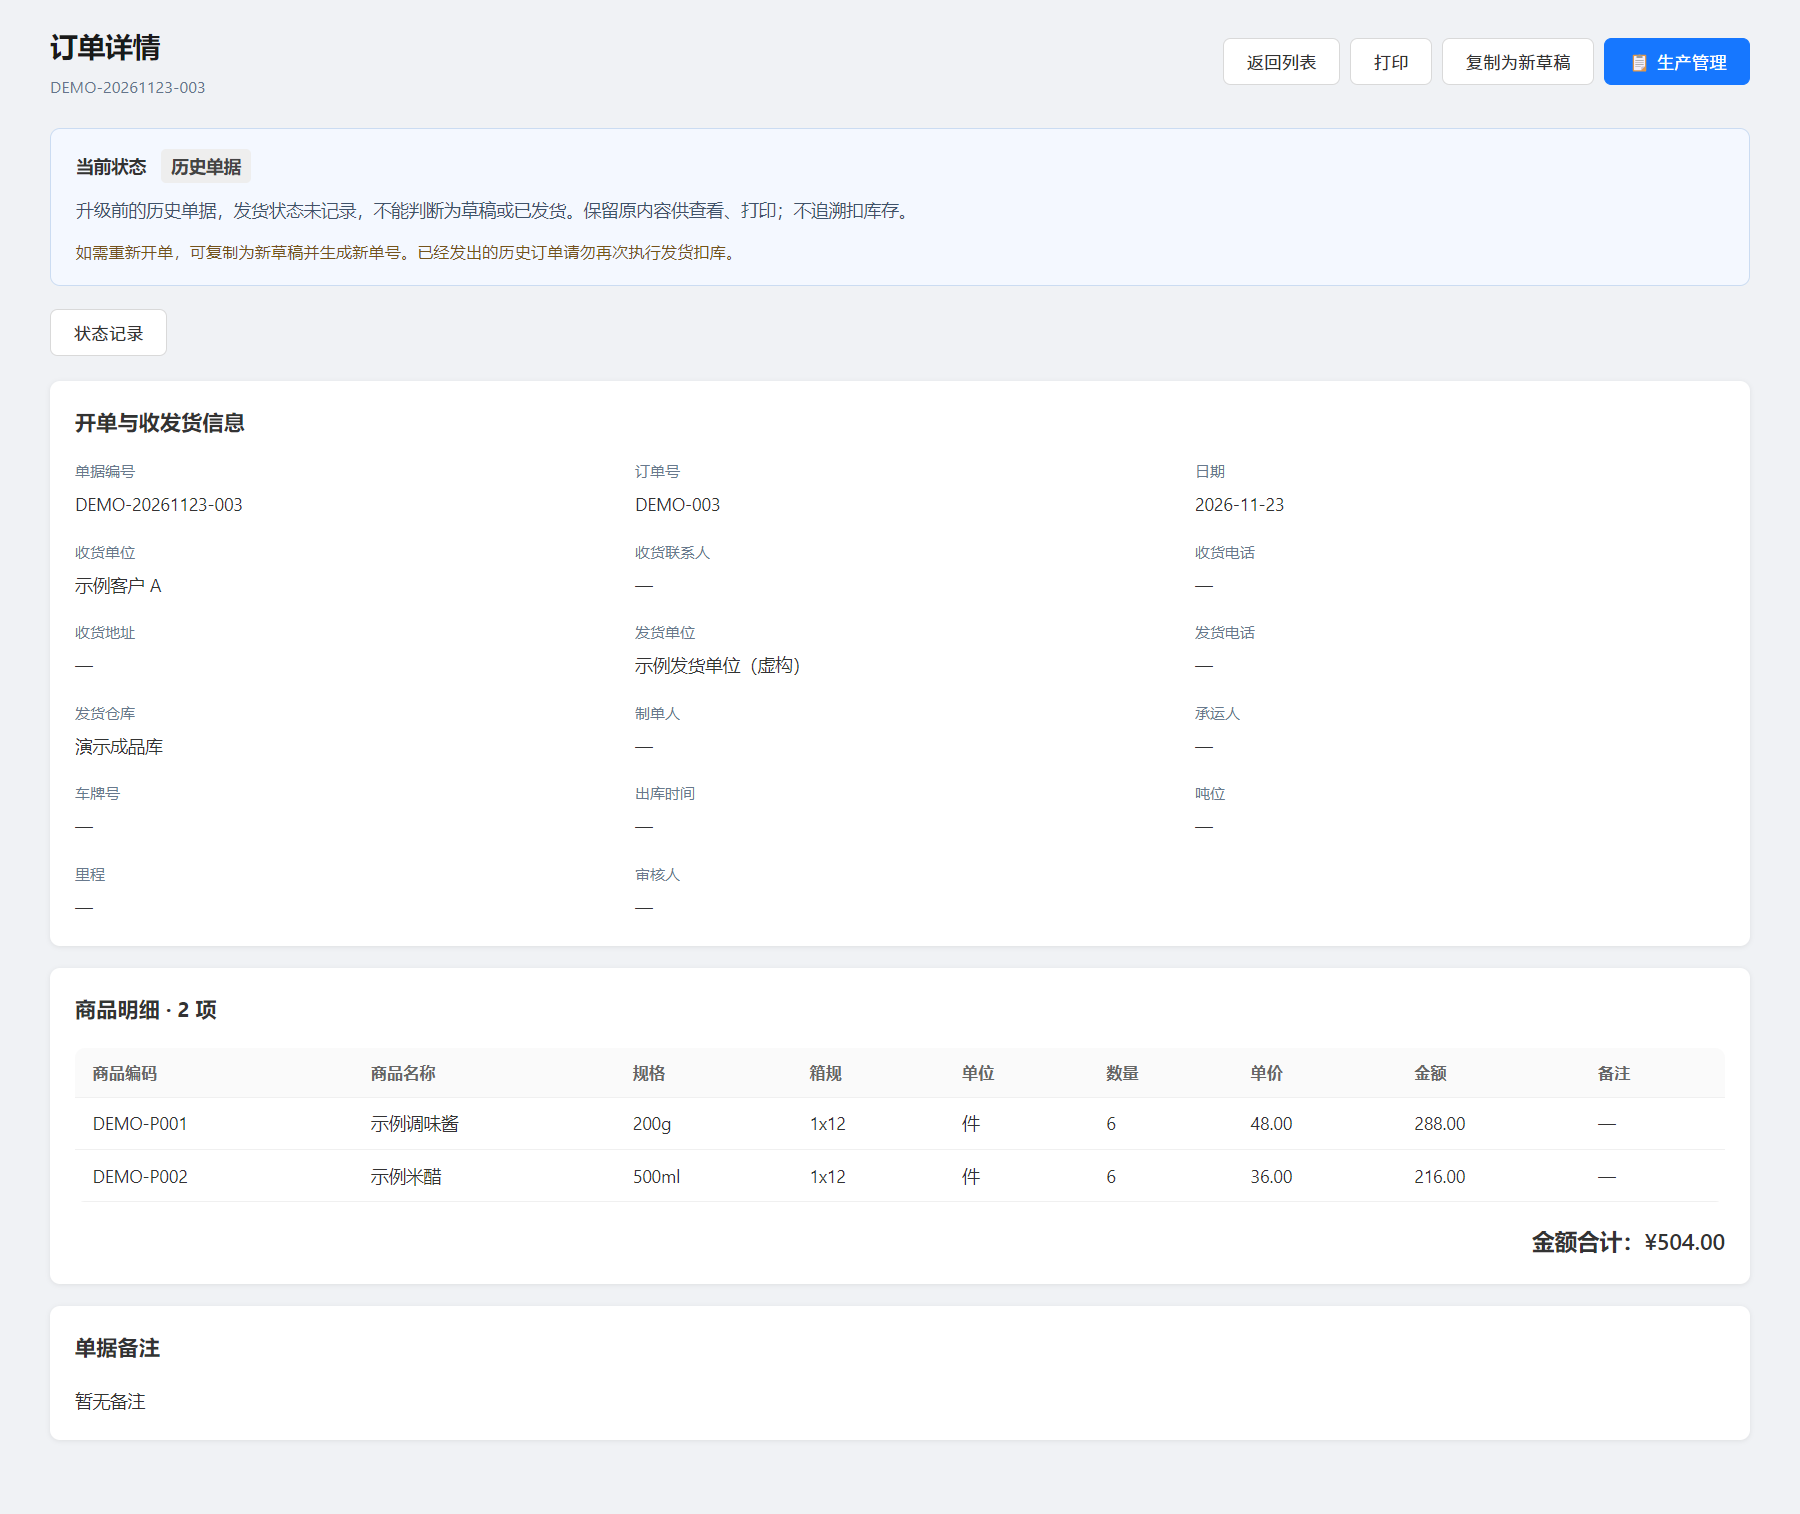 订单详情
DEMO-20261123-003
返回列表 打印 复制为新草稿 📋 生产管理
当前状态 历史单据
升级前的历史单据，发货状态未记录，不能判断为草稿或已发货。保留原内容供查看、打印；不追溯扣库存。
如需重新开单，可复制为新草稿并生成新单号。已经发出的历史订单请勿再次执行发货扣库。
状态记录
开单与收发货信息
单据编号 订单号 日期
DEMO-20261123-003 DEMO-003 2026-11-23
收货单位 收货联系人 收货电话
示例客户 A — —
收货地址 发货单位 发货电话
— 示例发货单位（虚构） —
发货仓库 制单人 承运人
演示成品库 — —
车牌号 出库时间 吨位
— — —
里程 审核人
— —
商品明细 · 2 项
商品编码 商品名称 规格 箱规 单位 数量 单价 金额 备注
DEMO-P001 示例调味酱 200g 1x12 件 6 48.00 288.00 —
DEMO-P002 示例米醋 500ml 1x12 件 6 36.00 216.00 —
金额合计：¥504.00
单据备注
暂无备注